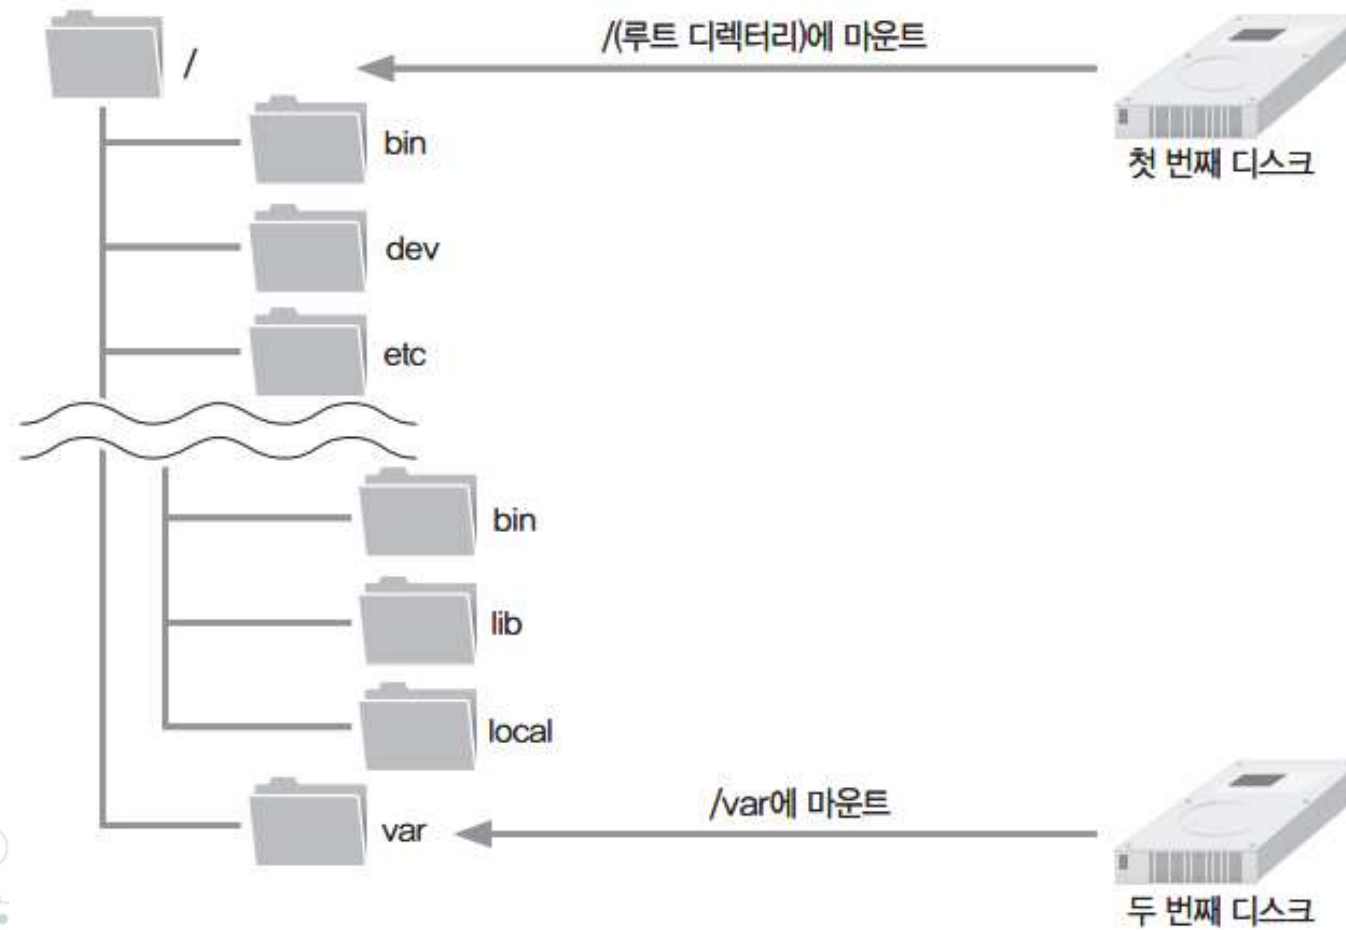 /
/(루트 디렉터리)에 마운트
bin
첫 번째 디스크
dev
etc
bin
lib
local
/var에 마운트
var
두 번째 디스크